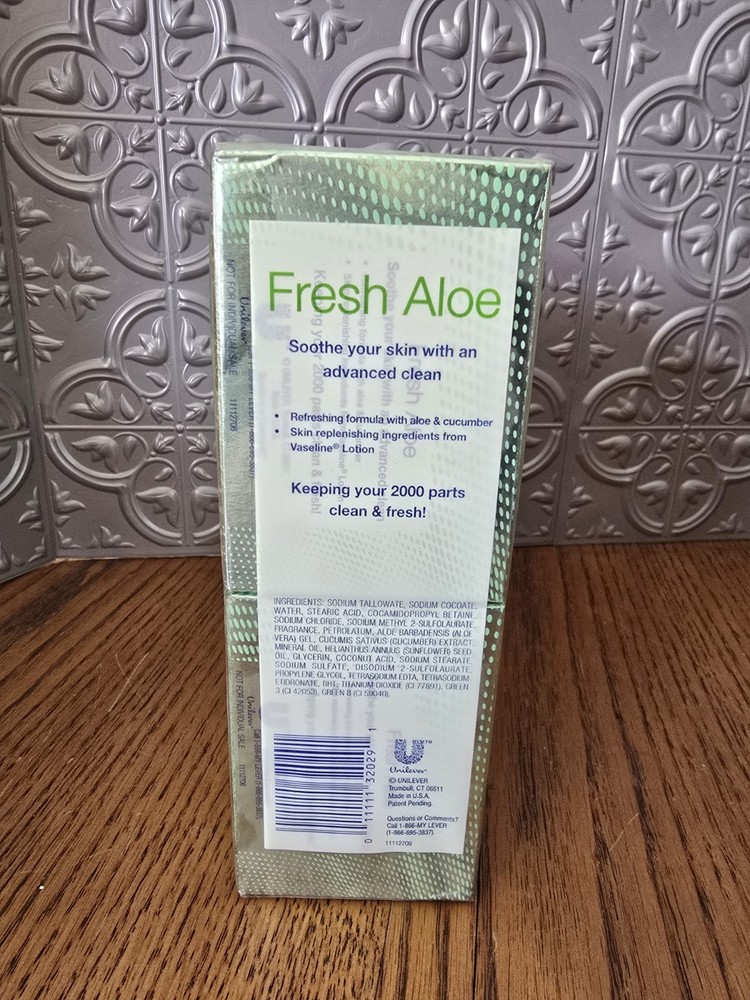 Fresh Aloe
Soothe your skin with an
advanced clean
• Refreshing formula with aloe & cucumber
• Skin replenishing ingredients from
Vaseline® Lotion
Keeping your 2000 parts
clean & fresh!
INGREDIENTS: SODIUM TALLOWATE, SODIUM COCOATE,
WATER, STEARIC ACID, COCAMIDOPROPYL BETAINE,
SODIUM CHLORIDE, SODIUM METHYL 2-SULFOLAURATE,
FRAGRANCE, PETROLATUM, ALOE BARBADENSIS (ALOE
VERA) GEL, CUCUMIS SATIVUS (CUCUMBER) EXTRACT,
MINERAL OIL, HELIANTHUS ANNUUS (SUNFLOWER) SEED
OIL, GLYCERIN, COCONUT ACID, SODIUM STEARATE,
SODIUM SULFATE, DISODIUM 2-SULFOLAURATE,
PROPYLENE GLYCOL, TETRASODIUM EDTA, TETRASODIUM
ETIDRONATE, BHT, TITANIUM DIOXIDE (CI 77891), GREEN
3 (CI 42053), GREEN 8 (CI 59040).
0 11111 32029 1
Unilever
© UNILEVER
Trumbull, CT 06611
Made in U.S.A.
Patent Pending.
Questions or Comments?
Call 1-866-MY LEVER
(1-866-695-3837).
11112709
Unilever
NOT FOR INDIVIDUAL SALE
11112706
Unilever
NOT FOR INDIVIDUAL SALE
11112706